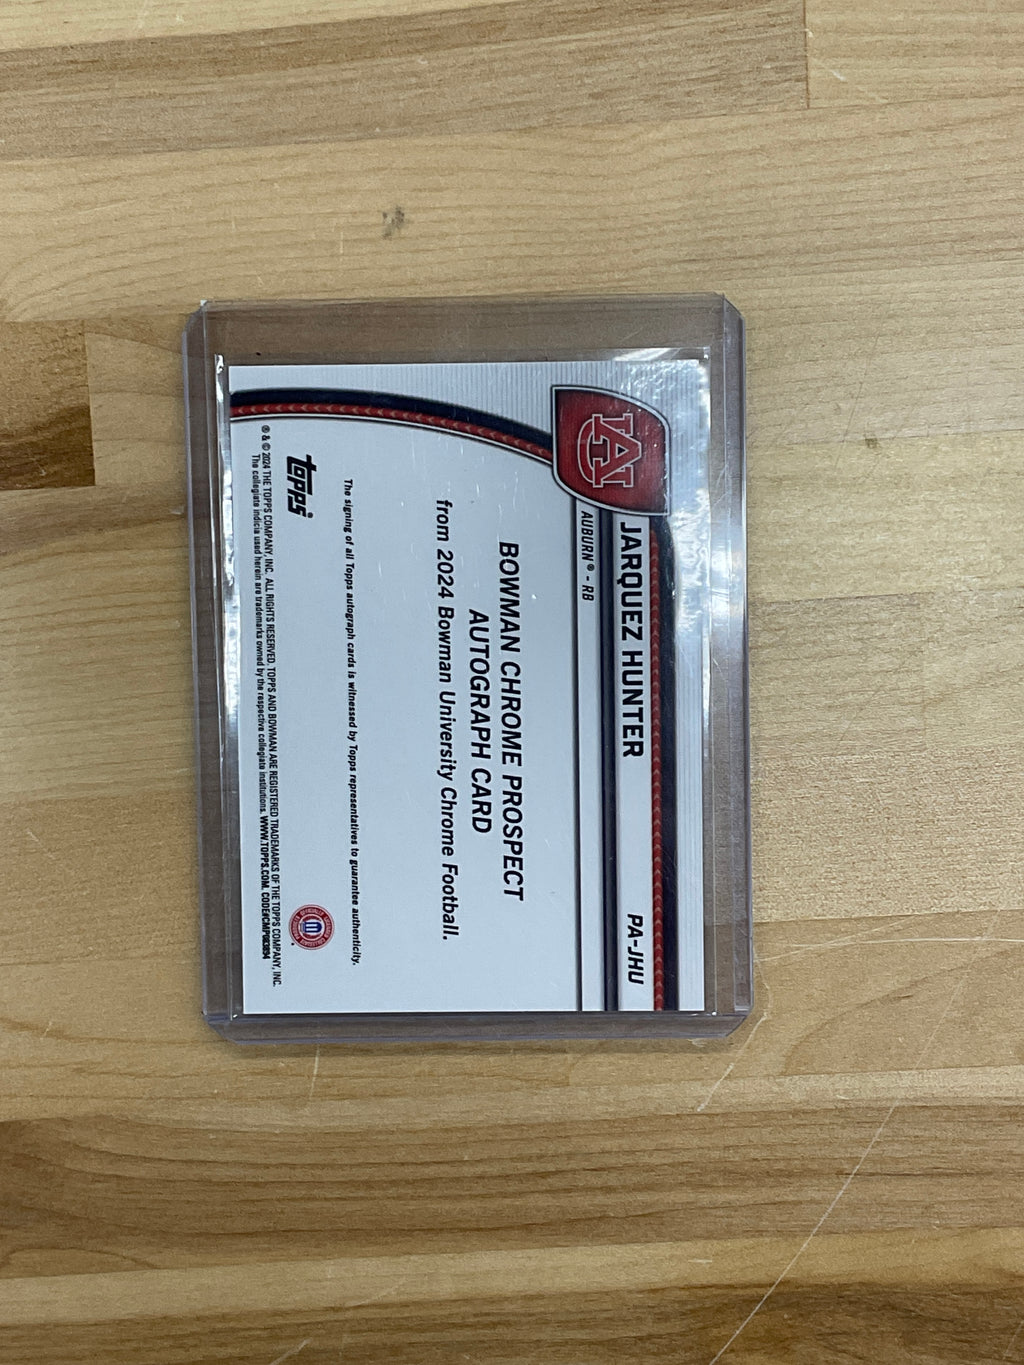 JARQUEZ HUNTER
PA-JHU
AUBURN® - RB
BOWMAN CHROME PROSPECT
AUTOGRAPH CARD
from 2024 Bowman University Chrome Football.
The signing of all Topps autograph cards is witnessed by Topps representatives to guarantee authenticity.
topps
® & © 2024 THE TOPPS COMPANY, INC. ALL RIGHTS RESERVED. TOPPS AND BOWMAN ARE REGISTERED TRADEMARKS OF THE TOPPS COMPANY, INC.
The collegiate indicia used herein are trademarks owned by the respective collegiate institutions. WWW.TOPPS.COM. CODE#CMP083894